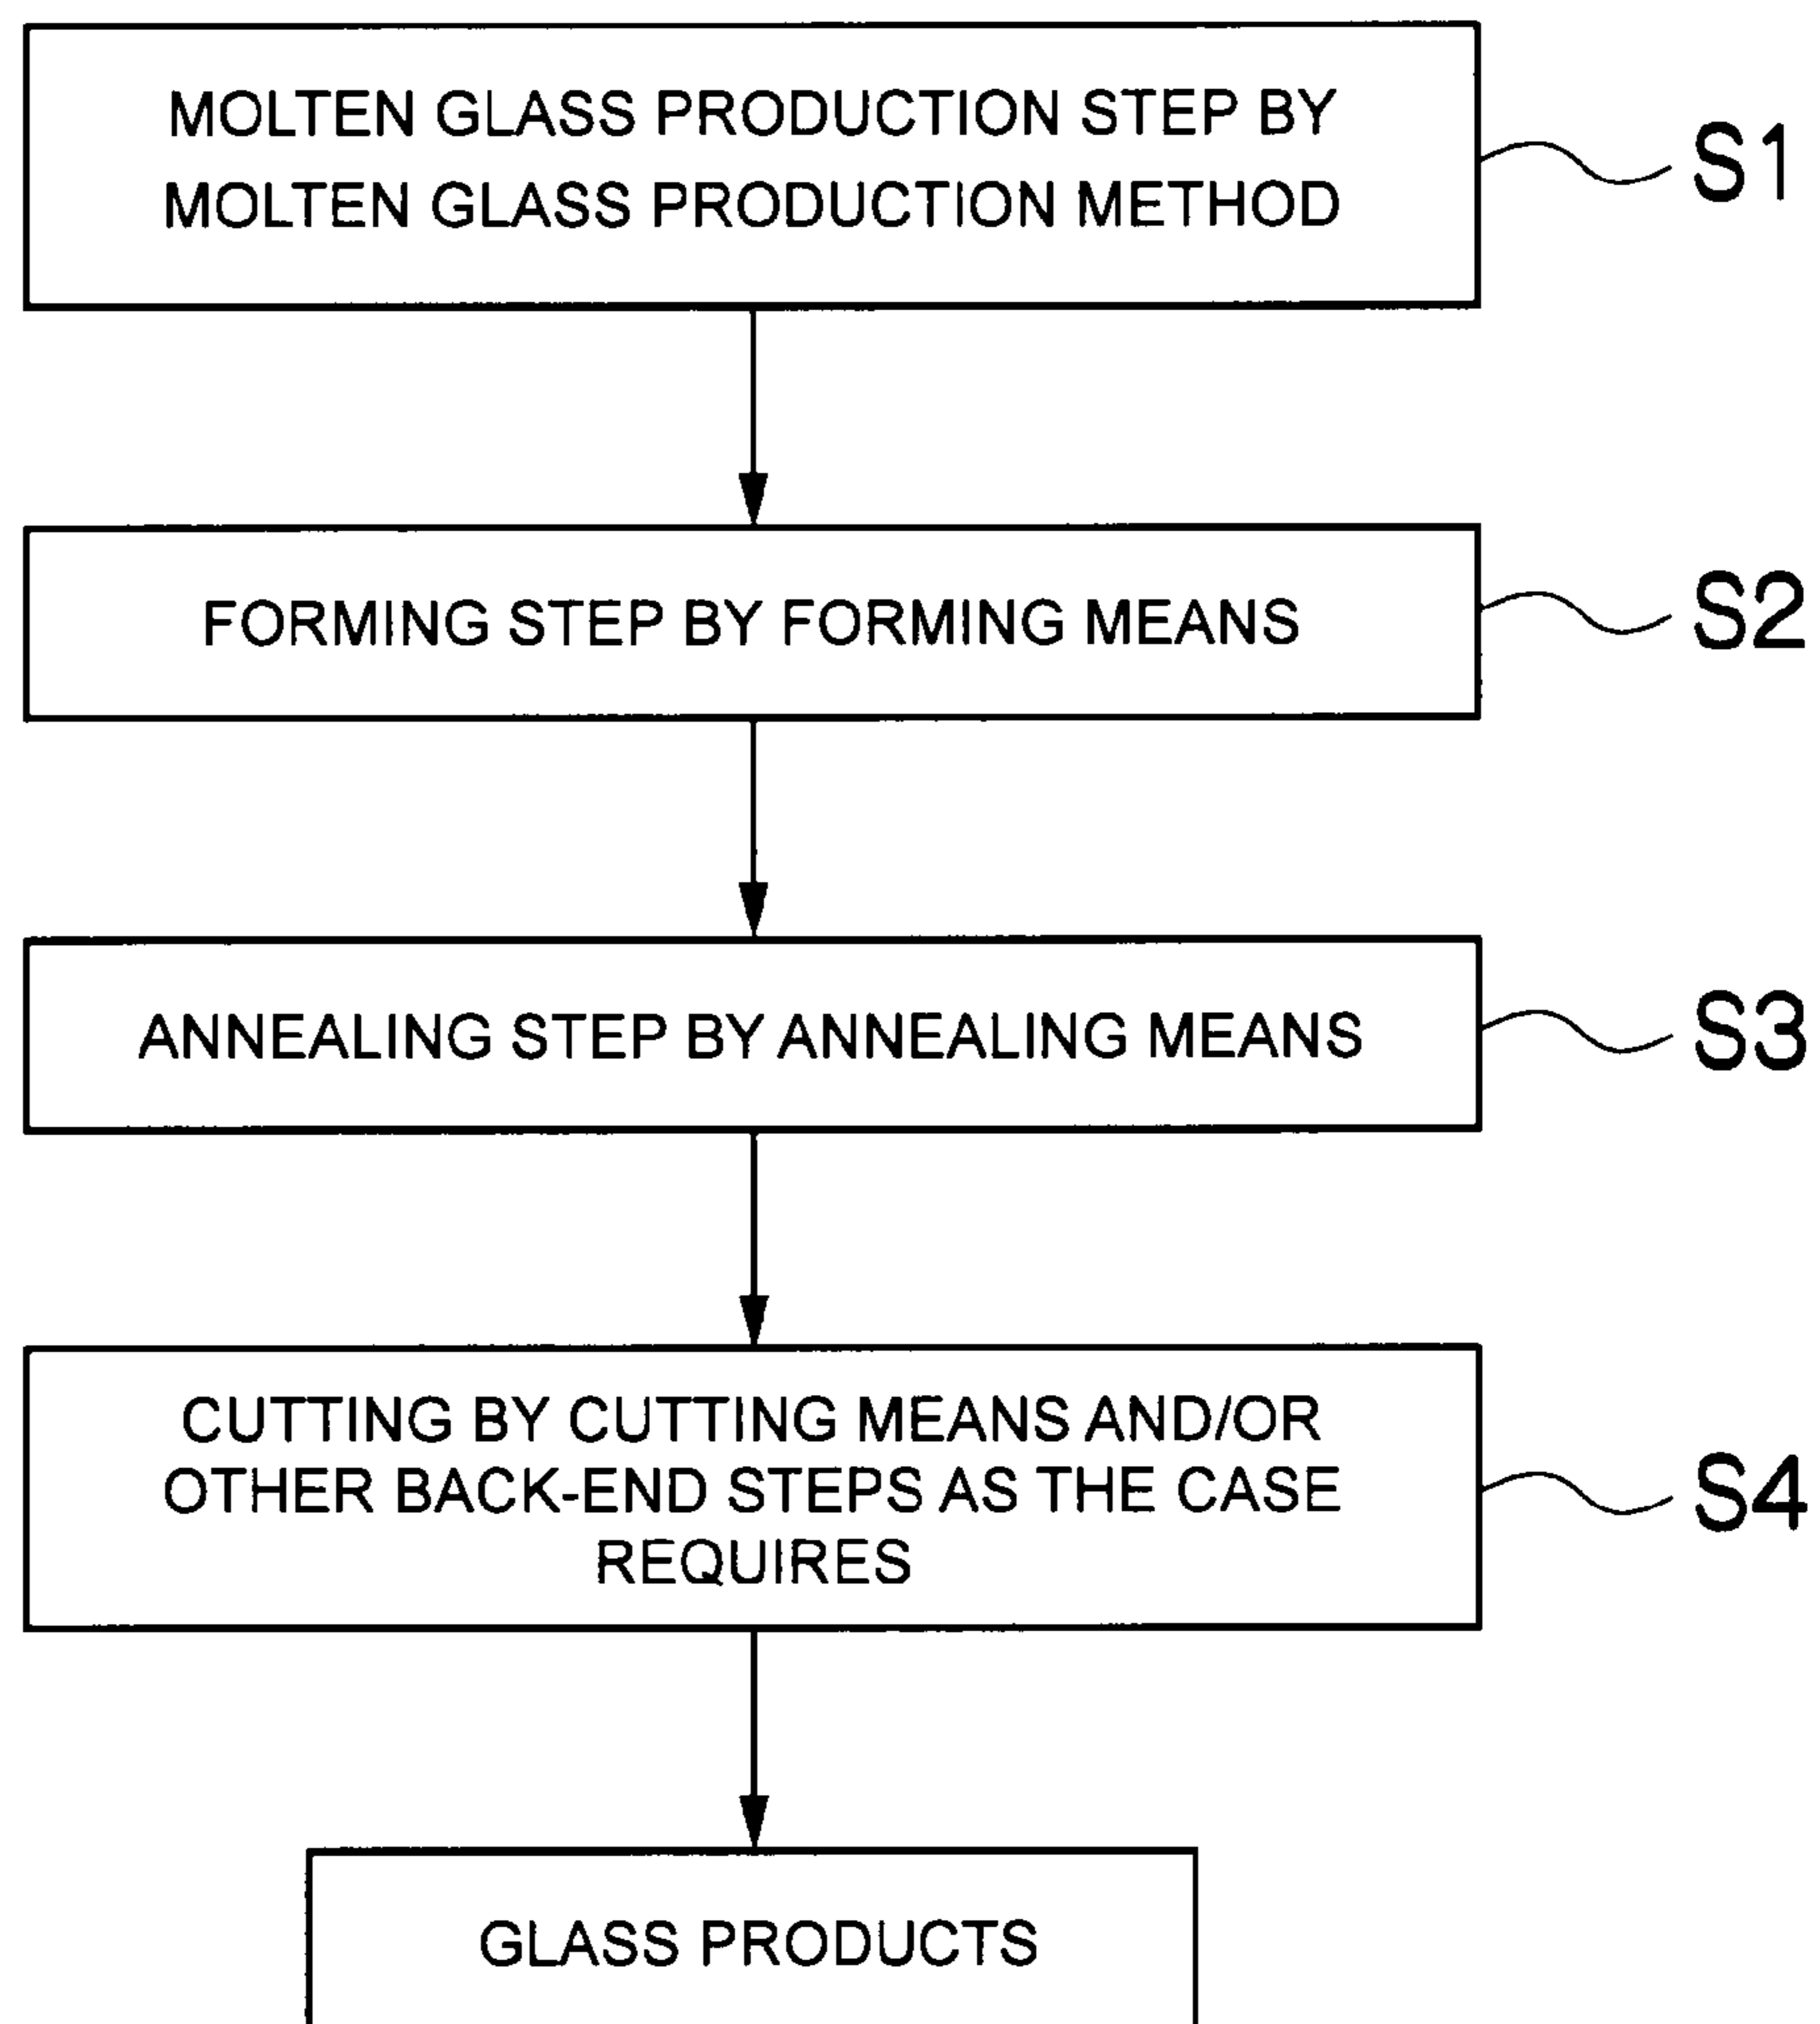 MOLTEN GLASS PRODUCTION STEP BY
MOLTEN GLASS PRODUCTION METHOD
S1
FORMING STEP BY FORMING MEANS
S2
ANNEALING STEP BY ANNEALING MEANS
S3
CUTTING BY CUTTING MEANS AND/OR
OTHER BACK-END STEPS AS THE CASE
REQUIRES
S4
GLASS PRODUCTS